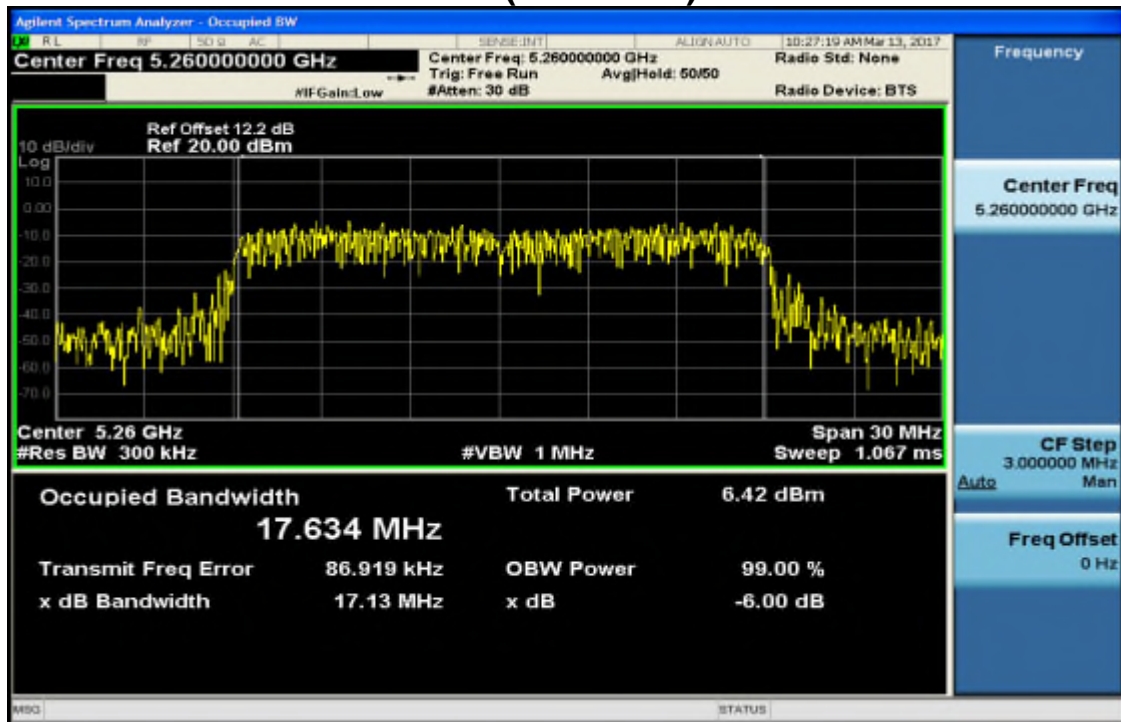 Agilent Spectrum Analyzer - Occupied BW
RL RF 50 Ω AC SENSE:INT ALIGN AUTO 10:27:19 AM Mar 13, 2017
Center Freq 5.260000000 GHz
Center Freq: 5.260000000 GHz
Radio Std: None
Trig: Free Run Avg|Hold: 50/50
#IFGain:Low
#Atten: 30 dB
Radio Device: BTS
Ref Offset 12.2 dB
10 dB/div Ref 20.00 dBm
Log
10.0
0.00
-10.0
-20.0
-30.0
-40.0
-50.0
-60.0
-70.0
Center 5.26 GHz Span 30 MHz
#Res BW 300 kHz #VBW 1 MHz Sweep 1.067 ms
Occupied Bandwidth Total Power 6.42 dBm
17.634 MHz
Transmit Freq Error 86.919 kHz OBW Power 99.00 %
x dB Bandwidth 17.13 MHz x dB -6.00 dB
MSG STATUS
Frequency
Center Freq
5.260000000 GHz
CF Step
3.000000 MHz
Auto Man
Freq Offset
0 Hz